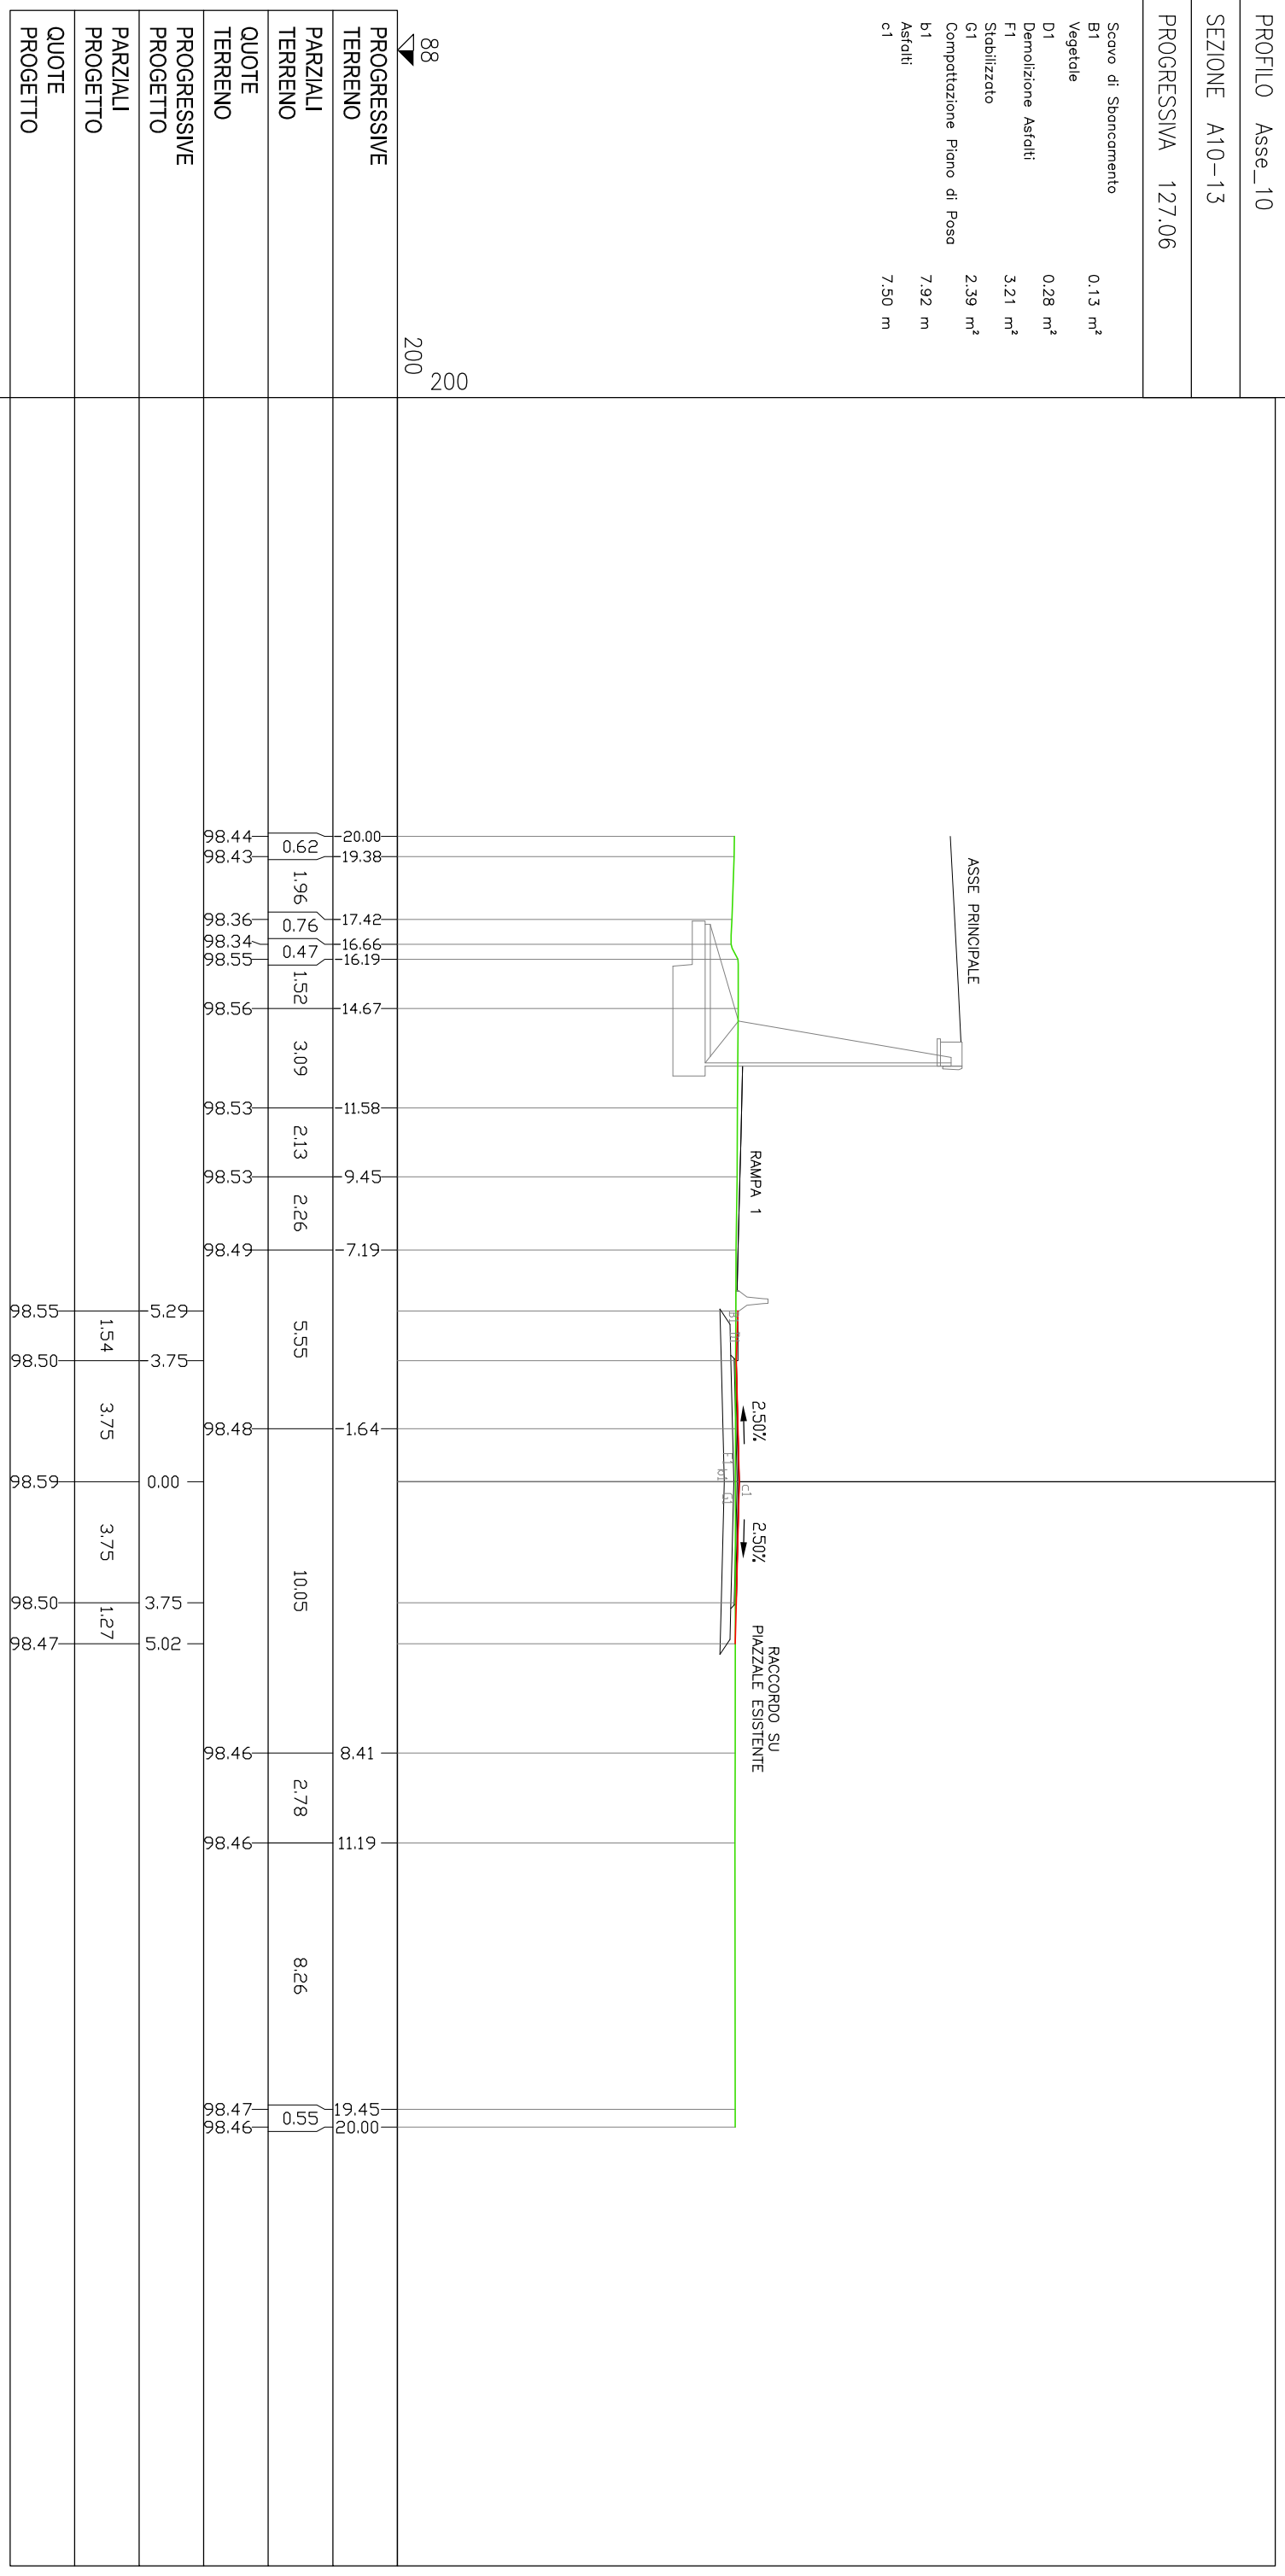 PROFILO Asse_10
SEZIONE A10-13
PROGRESSIVA 127.06
Scavo di Sbancamento
B1 0.13 m²
Vegetale
D1 0.28 m²
Demolizione Asfalti
F1 3.21 m²
Stabilizzato
G1 2.39 m²
Compattazione Piano di Posa
b1 7.92 m
Asfalti
c1 7.50 m
ASSE PRINCIPALE
RAMPA 1
2.50% 2.50%
RACCORDO SU
PIAZZALE ESISTENTE
c1
F1 G1
b1
200
88 200
PROGRESSIVE
TERRENO
-20.00 -19.38 -17.42 -16.66 -16.19 -14.67 -11.58 -9.45 -7.19 -1.64 8.41 11.19 19.45 20.00
PARZIALI
TERRENO
0.62 1.96 0.76 0.47 1.52 3.09 2.13 2.26 5.55 10.05 2.78 8.26 0.55
QUOTE
TERRENO
98.44 98.43 98.36 98.34 98.55 98.56 98.53 98.53 98.49 98.48 98.46 98.46 98.47 98.46
PROGRESSIVE
PROGETTO
-5.29 -3.75 0.00 3.75 5.02
PARZIALI
PROGETTO
1.54 3.75 3.75 1.27
QUOTE
PROGETTO
98.55 98.50 98.59 98.50 98.47